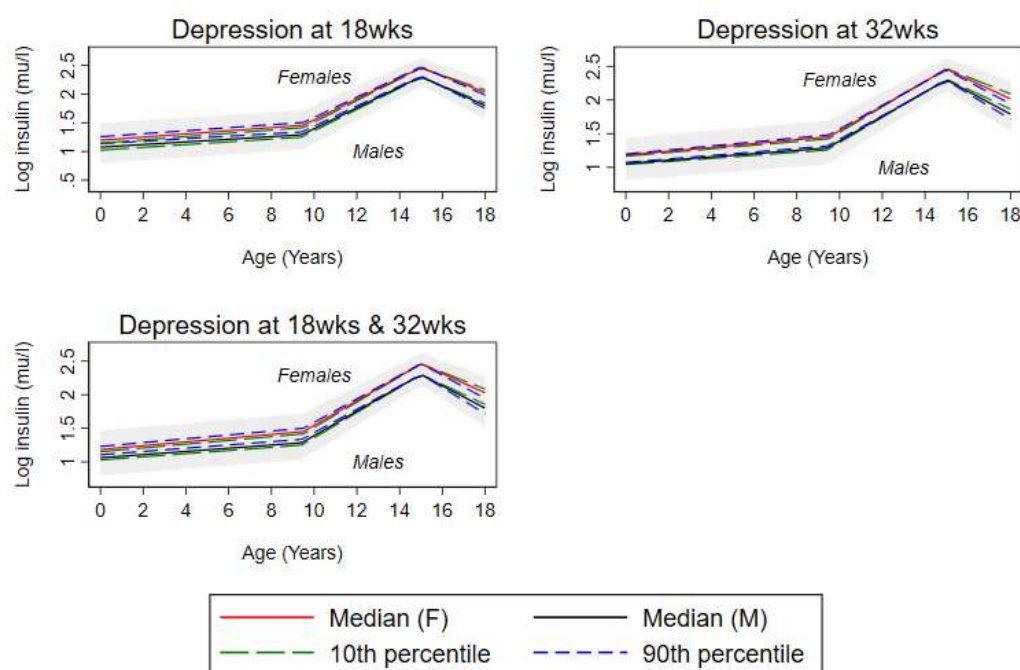 Depression at 18wks
Log insulin (mu/l)
2.5
2
1.5
1
.5
Females
Males
0 2 4 6 8 10 12 14 16 18
Age (Years)
Depression at 32wks
Log insulin (mu/l)
2.5
2
1.5
1
Females
Males
0 2 4 6 8 10 12 14 16 18
Age (Years)
Depression at 18wks & 32wks
Log insulin (mu/l)
2.5
2
1.5
1
Females
Males
0 2 4 6 8 10 12 14 16 18
Age (Years)
Median (F) Median (M)
10th percentile 90th percentile